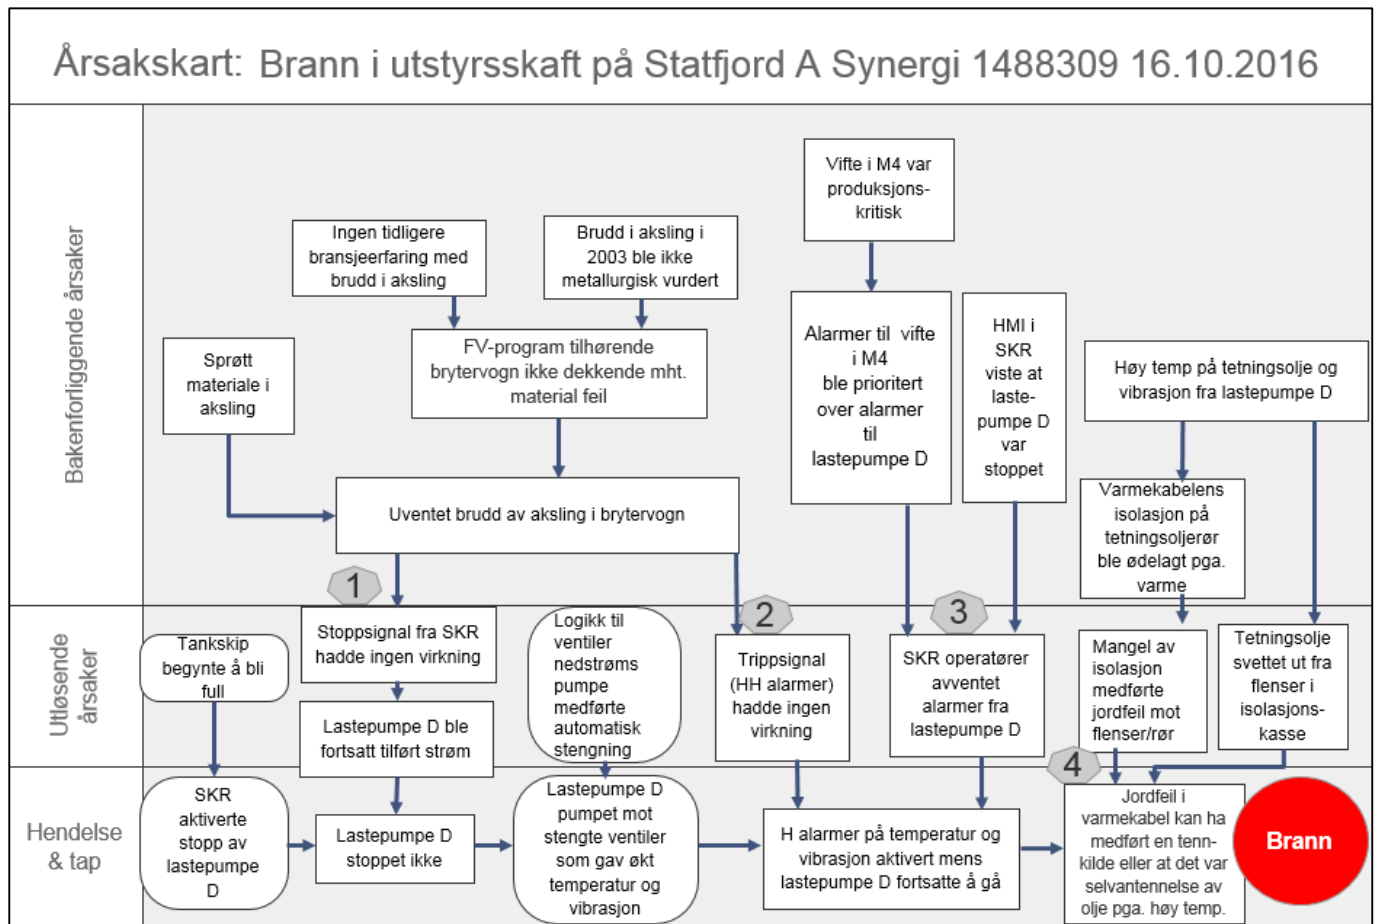 Årsakskart: Brann i utstyrsskaft på Statfjord A Synergi 1488309 16.10.2016
Bakenforliggende årsaker
Vifte i M4 var
produksjons-
kritisk
Ingen tidligere
bransjeerfaring med
brudd i aksling
Brudd i aksling i
2003 ble ikke
metallurgisk vurdert
Alarmer til vifte
i M4
ble prioritert
over alarmer
til
lastepumpe D
HMI i
SKR
viste at
laste-
pumpe D
var
stoppet
Sprøtt
materiale i
aksling
FV-program tilhørende
brytervogn ikke dekkende mht.
material feil
Høy temp på tetningsolje og
vibrasjon fra lastepumpe D
Uventet brudd av aksling i brytervogn
Varmekabelens
isolasjon på
tetningsoljerør
ble ødelagt pga.
varme
Utløsende
årsaker
1
2
3
4
Tankskip
begynte å bli
full
Stoppsignal fra SKR
hadde ingen virkning
Lastepumpe D ble
fortsatt tilført strøm
Logikk til
ventiler
nedstrøms
pumpe
medførte
automatisk
stengning
Trippsignal
(HH alarmer)
hadde ingen
virkning
SKR operatører
avventet
alarmer fra
lastepumpe D
Mangel av
isolasjon
medførte
jordfeil mot
flenser/rør
Tetningsolje
svettet ut fra
flenser i
isolasjons-
kasse
Hendelse
& tap
SKR
aktiverte
stopp av
lastepumpe
D
Lastepumpe D
stoppet ikke
Lastepumpe D
pumpet mot
stengte ventiler
som gav økt
temperatur og
vibrasjon
H alarmer på temperatur og
vibrasjon aktivert mens
lastepumpe D fortsatte å gå
Jordfeil i
varmekabel kan ha
medført en tenn-
kilde eller at det var
selvantennelse av
olje pga. høy temp.
Brann